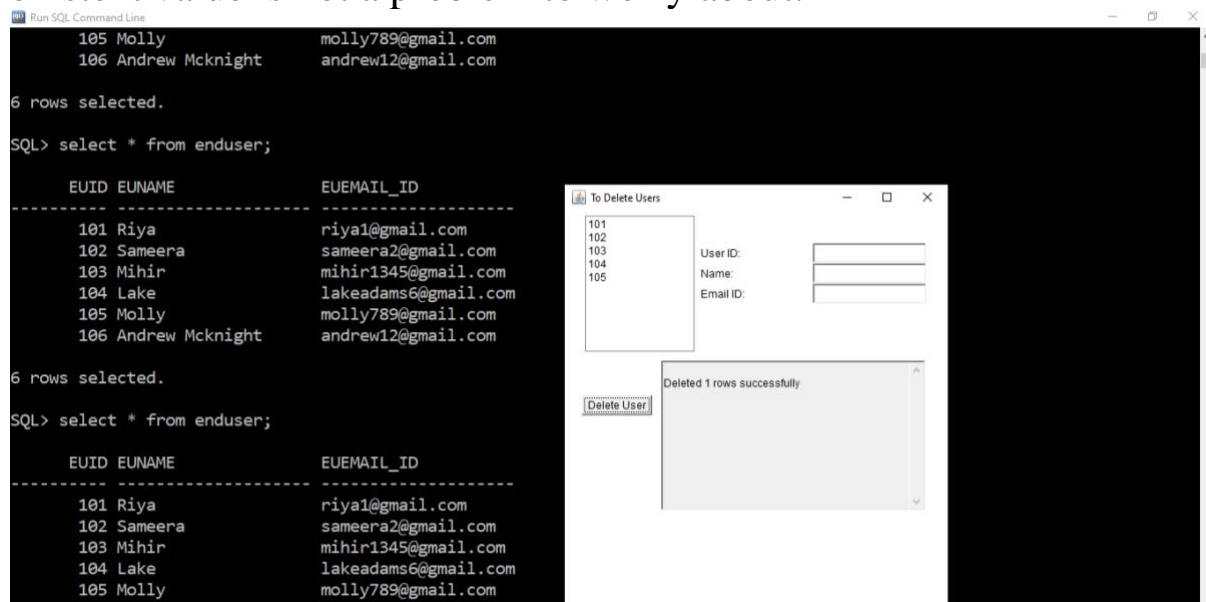 Run SQL Command Line
105 Molly molly789@gmail.com
106 Andrew Mcknight andrew12@gmail.com
6 rows selected.
SQL> select * from enduser;
EUID EUNAME EUEMAIL_ID
---------- -------------------- --------------------
101 Riya riya1@gmail.com
102 Sameera sameera2@gmail.com
103 Mihir mihir1345@gmail.com
104 Lake lakeadams6@gmail.com
105 Molly molly789@gmail.com
106 Andrew Mcknight andrew12@gmail.com
6 rows selected.
SQL> select * from enduser;
EUID EUNAME EUEMAIL_ID
---------- -------------------- --------------------
101 Riya riya1@gmail.com
102 Sameera sameera2@gmail.com
103 Mihir mihir1345@gmail.com
104 Lake lakeadams6@gmail.com
105 Molly molly789@gmail.com
To Delete Users
101
102
103
104
105
User ID:
Name:
Email ID:
Delete User
Deleted 1 rows successfully